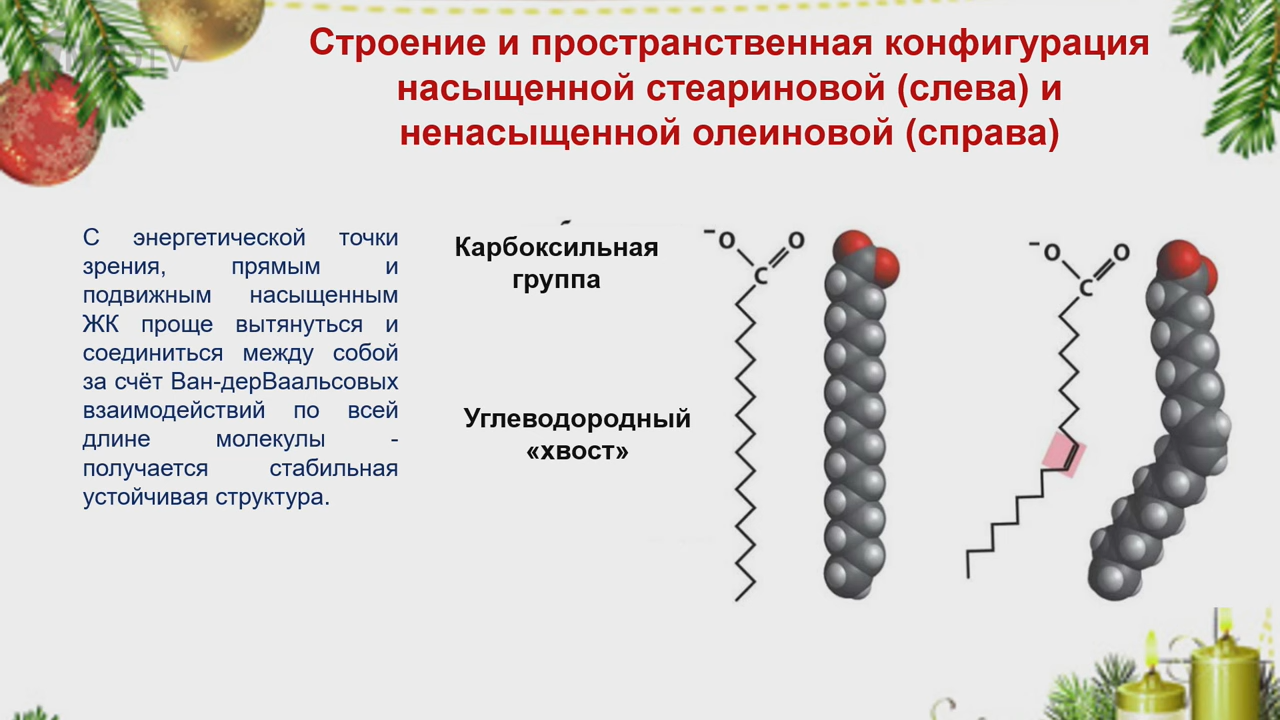 Строение и пространственная конфигурация
насыщенной стеариновой (слева) и
ненасыщенной олеиновой (справа)
С энергетической точки
зрения, прямым и
подвижным насыщенным
ЖК проще вытянуться и
соединиться между собой
за счёт Ван-дерВаальсовых
взаимодействий по всей
длине молекулы -
получается стабильная
устойчивая структура.
Карбоксильная
группа
Углеводородный
«хвост»
⁻O O
C
⁻O O
C